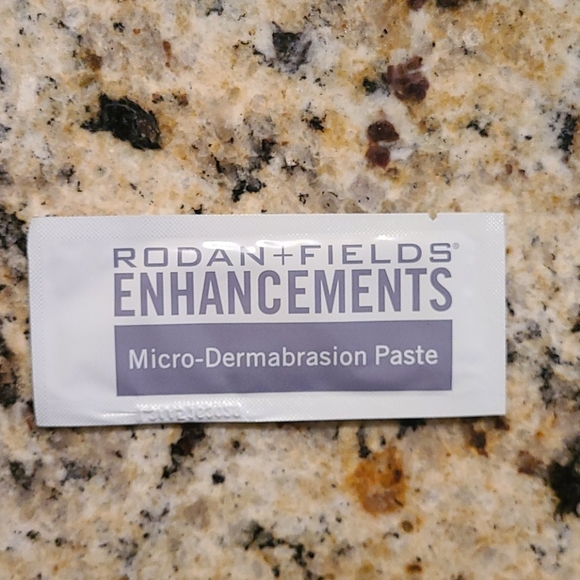 RODAN+FIELDS®
ENHANCEMENTS
Micro-Dermabrasion Paste